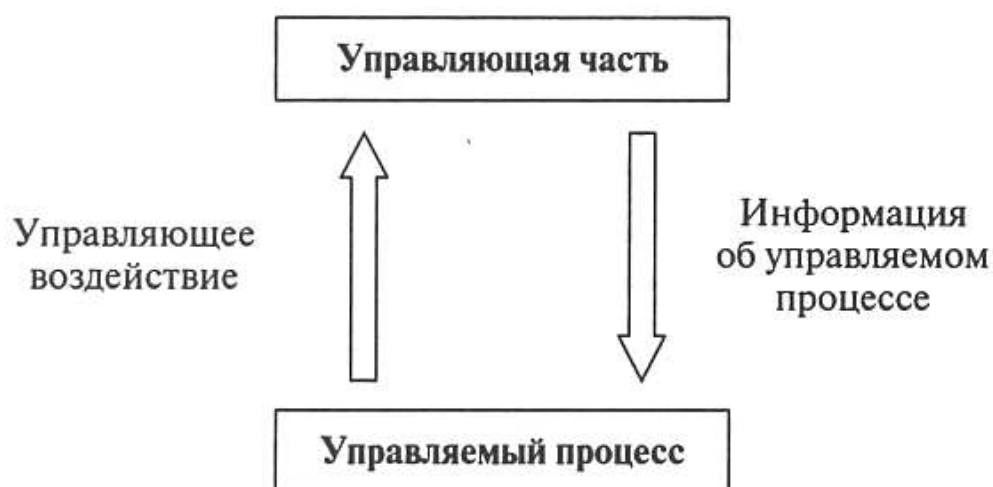 Управляющая часть
Управляющее
воздействие
Информация
об управляемом
процессе
Управляемый процесс